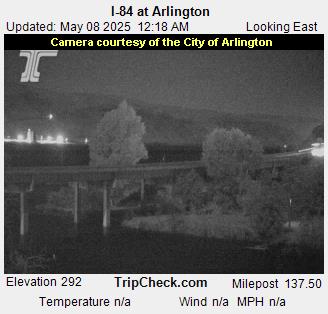 I-84 at Arlington
Updated: May 08 2025 12:18 AM Looking East
Camera courtesy of the City of Arlington
Elevation 292 TripCheck.com Milepost 137.50
Temperature n/a Wind n/a MPH n/a